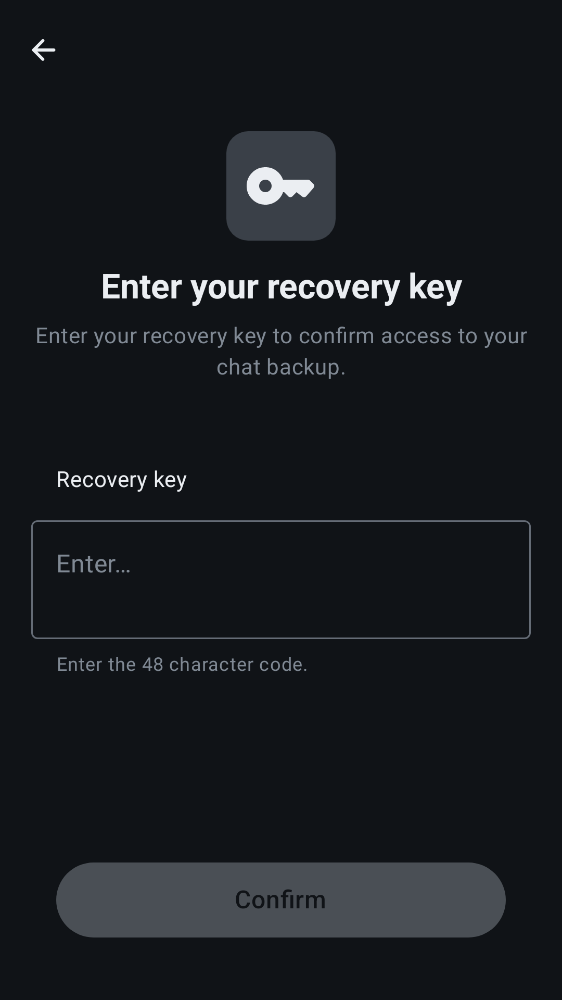 Enter your recovery key
Enter your recovery key to confirm access to your
chat backup.
Recovery key
Enter…
Enter the 48 character code.
Confirm